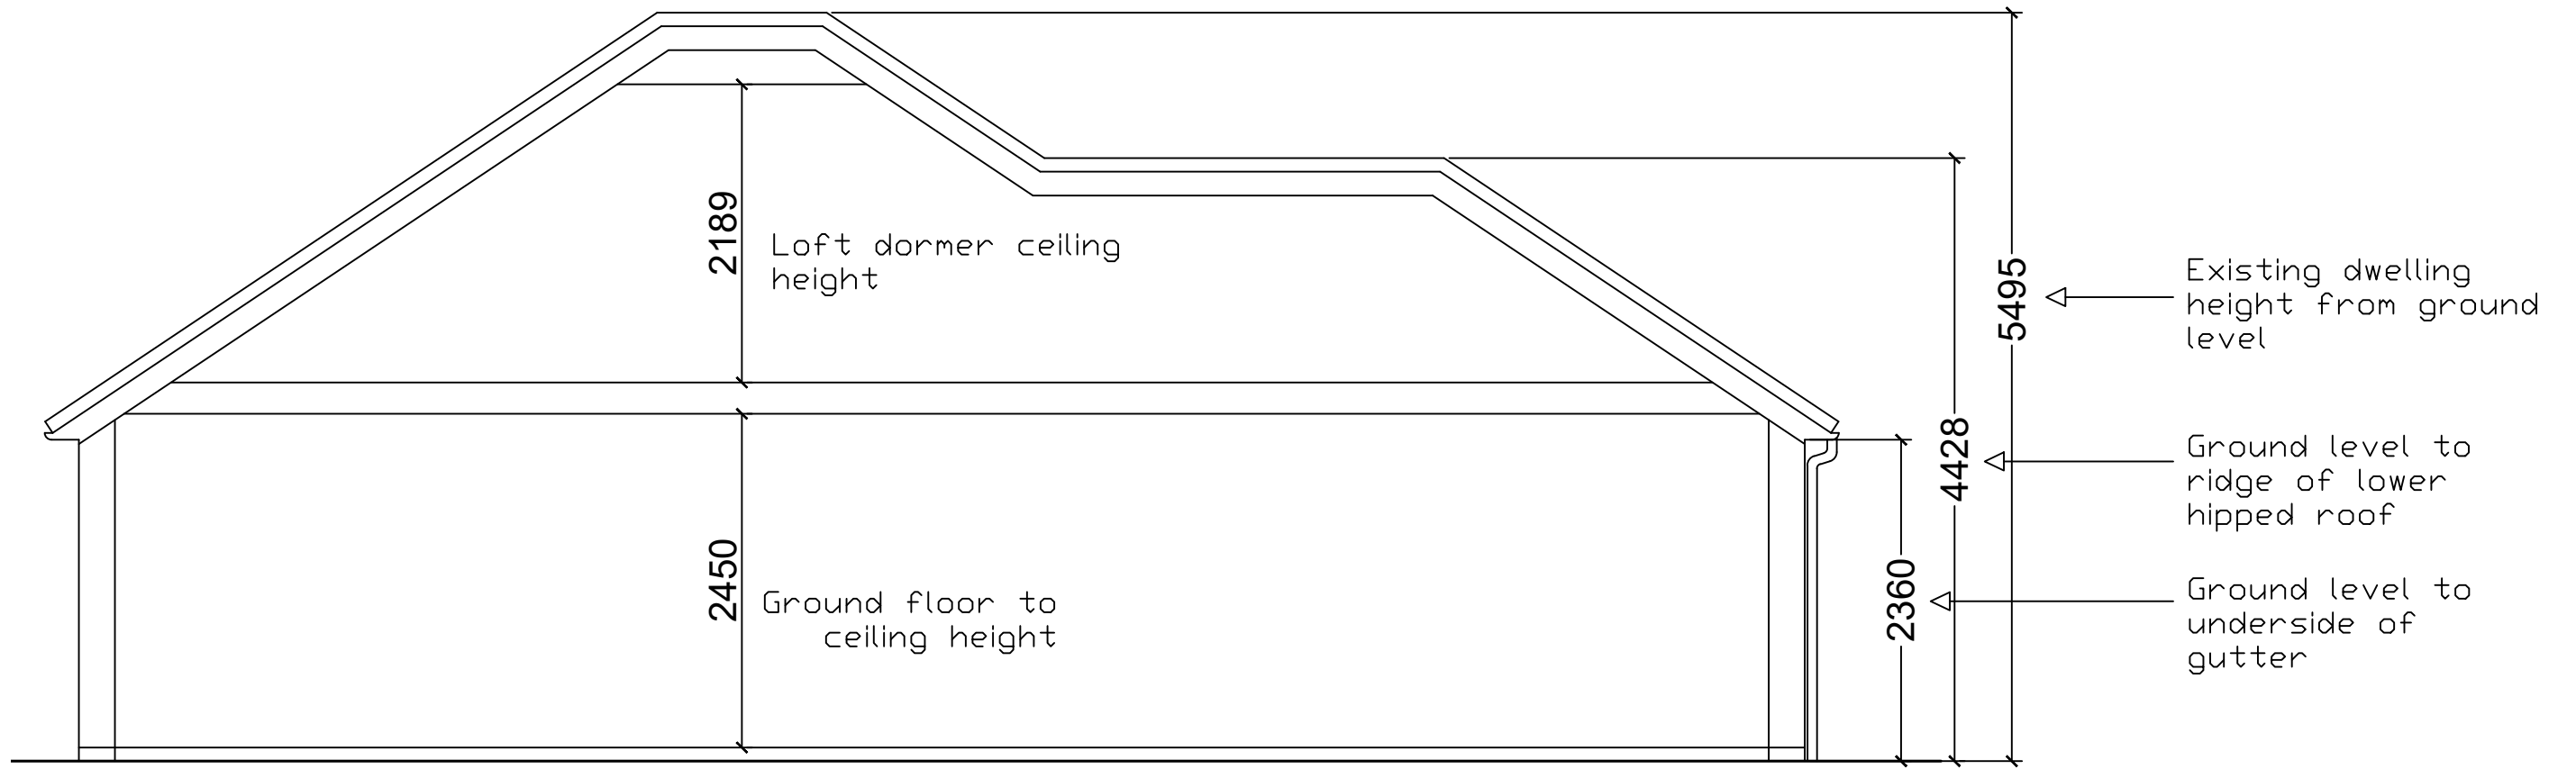 2189
Loft dormer ceiling
height
2450
Ground floor to
ceiling height
5495
Existing dwelling
height from ground
level
4428
Ground level to
ridge of lower
hipped roof
2360
Ground level to
underside of
gutter